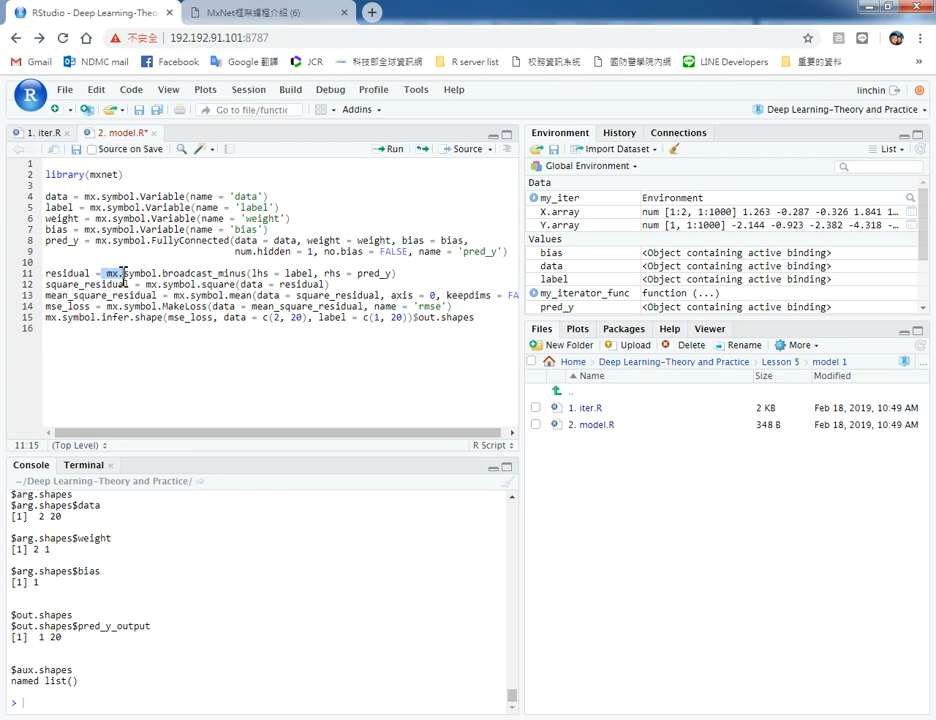 RStudio - Deep Learning-Theo
MxNet框架編程介紹 (6)
不安全
192.192.91.101:8787
Gmail
NDMC mail
Facebook
Google 翻譯
JCR
科技部全球資訊網
R server list
校務資訊系統
國防醫學院內網
LINE Developers
重要的資料
File Edit Code View Plots Session Build Debug Profile Tools Help
linchin
Go to file/functic
Addins
Deep Learning-Theory and Practice
1. iter.R
2. model.R*
Source on Save
Run
Source
1
2 library(mxnet)
3
4 data = mx.symbol.Variable(name = 'data')
5 label = mx.symbol.Variable(name = 'label')
6 weight = mx.symbol.Variable(name = 'weight')
7 bias = mx.symbol.Variable(name = 'bias')
8 pred_y = mx.symbol.FullyConnected(data = data, weight = weight, bias = bias,
9 num.hidden = 1, no.bias = FALSE, name = 'pred_y')
10
11 residual = mx.symbol.broadcast_minus(lhs = label, rhs = pred_y)
12 square_residual = mx.symbol.square(data = residual)
13 mean_square_residual = mx.symbol.mean(data = square_residual, axis = 0, keepdims = FA
14 mse_loss = mx.symbol.MakeLoss(data = mean_square_residual, name = 'rmse')
15 mx.symbol.infer.shape(mse_loss, data = c(2, 20), label = c(1, 20))$out.shapes
16
11:15
(Top Level)
R Script
Console
Terminal
~/Deep Learning-Theory and Practice/
$arg.shapes
$arg.shapes$data
[1] 2 20
$arg.shapes$weight
[1] 2 1
$arg.shapes$bias
[1] 1
$out.shapes
$out.shapes$pred_y_output
[1] 1 20
$aux.shapes
named list()
>
Environment
History
Connections
Import Dataset
List
Global Environment
Data
my_iter Environment
X.array num [1:2, 1:1000] 1.263 -0.287 -0.326 1.841 1
Y.array num [1, 1:1000] -2.144 -0.923 -2.382 -4.318 -
Values
bias <Object containing active binding>
data <Object containing active binding>
label <Object containing active binding>
my_iterator_func function (...)
pred_y <Object containing active binding>
Files
Plots
Packages
Help
Viewer
New Folder
Upload
Delete
Rename
More
Home
Deep Learning-Theory and Practice
Lesson 5
model 1
...
Name
Size
Modified
..
1. iter.R 2 KB Feb 18, 2019, 10:49 AM
2. model.R 348 B Feb 18, 2019, 10:49 AM